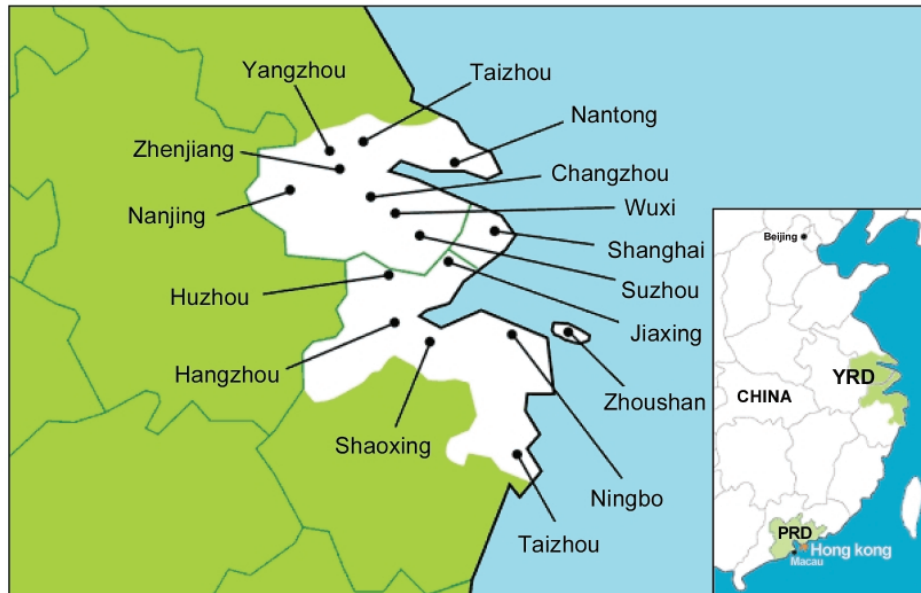 Yangzhou
Taizhou
Nantong
Zhenjiang
Changzhou
Nanjing
Wuxi
Shanghai
Suzhou
Huzhou
Jiaxing
Hangzhou
Zhoushan
Shaoxing
Ningbo
Taizhou
Beijing
YRD
CHINA
PRD
Hong kong
Macau